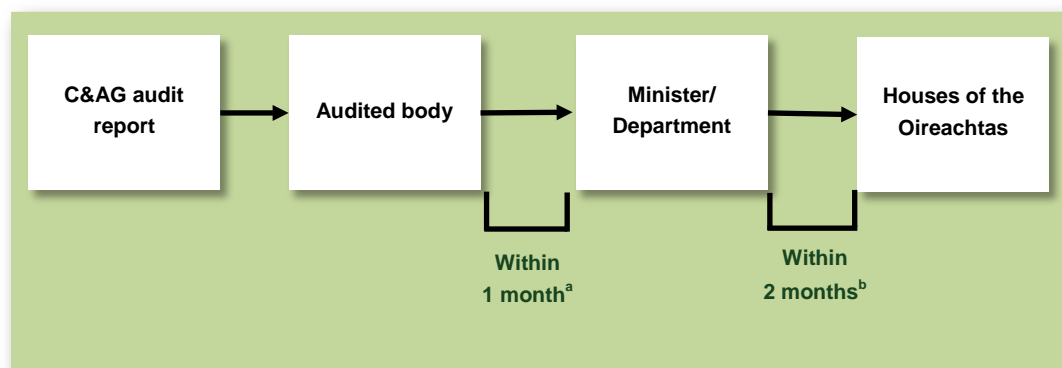 C&AG audit
report
Audited body
Minister/
Department
Houses of the
Oireachtas
Within
1 monthᵃ
Within
2 monthsᵇ